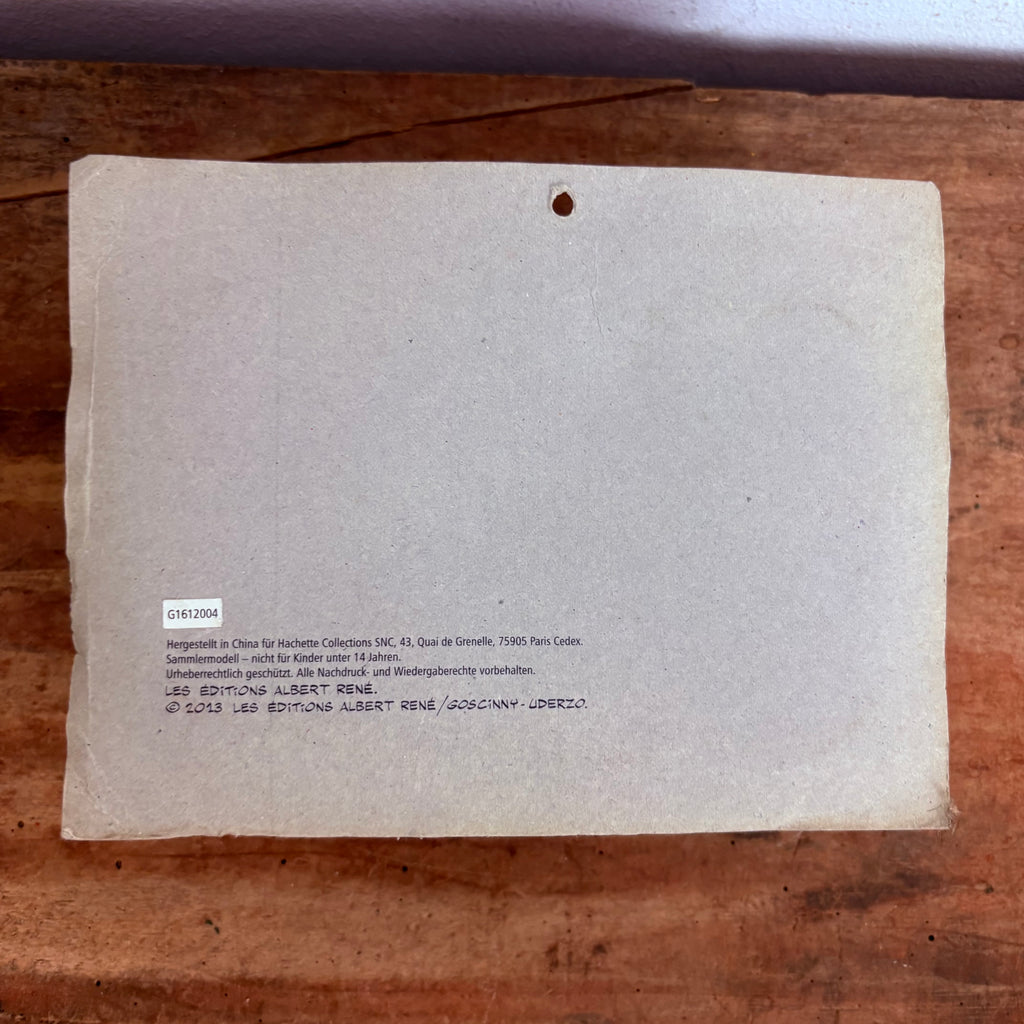 G1612004
Hergestellt in China für Hachette Collections SNC, 43, Quai de Grenelle, 75905 Paris Cedex.
Sammlermodell – nicht für Kinder unter 14 Jahren.
Urheberrechtlich geschützt. Alle Nachdruck- und Wiedergaberechte vorbehalten.
LES ÉDITIONS ALBERT RENÉ.
© 2013 LES ÉDITIONS ALBERT RENÉ/GOSCINNY-UDERZO.